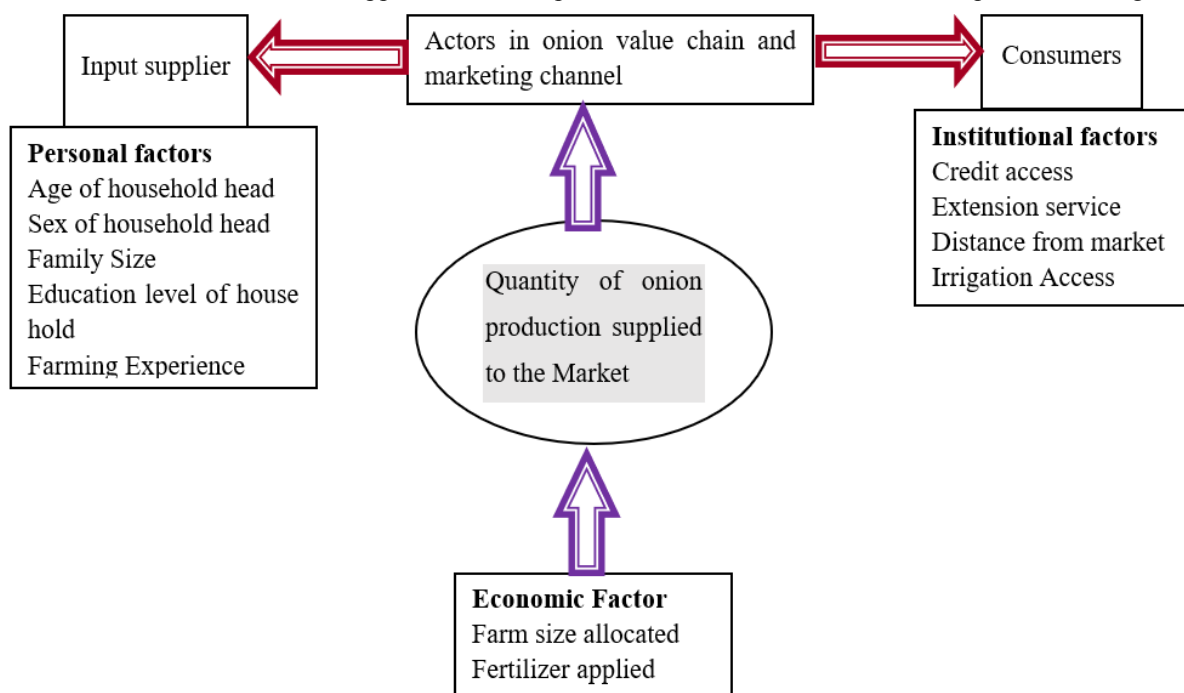 Input supplier
Actors in onion value chain and
marketing channel
Consumers
Personal factors
Age of household head
Sex of household head
Family Size
Education level of house
hold
Farming Experience
Institutional factors
Credit access
Extension service
Distance from market
Irrigation Access
Quantity of onion
production supplied
to the Market
Economic Factor
Farm size allocated
Fertilizer applied